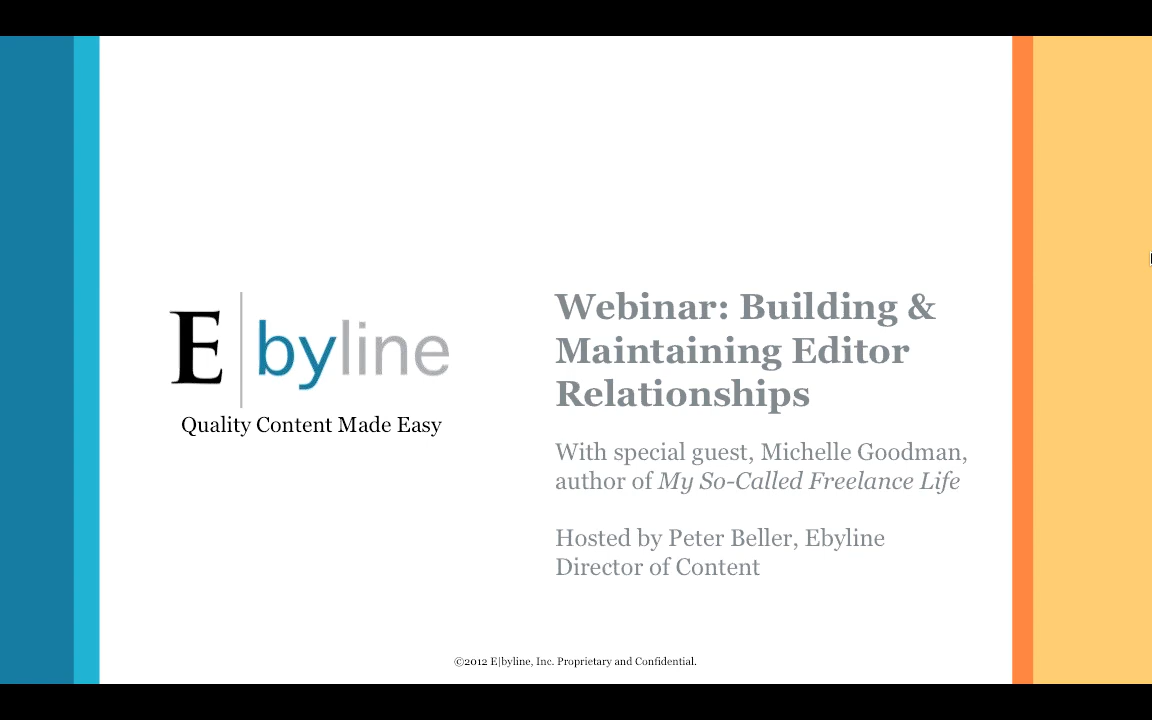 E|byline
Quality Content Made Easy
Webinar: Building &
Maintaining Editor
Relationships
With special guest, Michelle Goodman,
author of My So-Called Freelance Life
Hosted by Peter Beller, Ebyline
Director of Content
©2012 E|byline, Inc. Proprietary and Confidential.